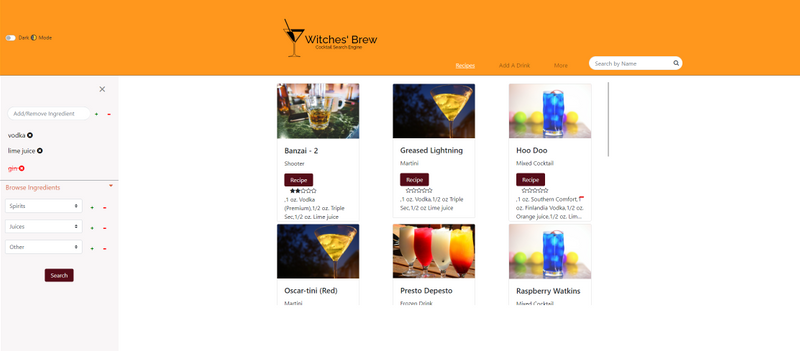 Witches' Brew
Cocktail Search Engine
Dark Mode
Recipes
Add A Drink
More
Search by Name
Add/Remove Ingredient
+ -
vodka
lime juice
gin
Browse Ingredients
Spirits
+ -
Juices
+ -
Other
+ -
Search
Banzai - 2
Shooter
Recipe
.1 oz. Vodka
(Premium),1/2 oz. Triple
Sec,1/2 oz. Lime juice
Greased Lightning
Martini
Recipe
.1 oz. Vodka,1/2 oz Triple
Sec,1/2 oz Lime juice
Hoo Doo
Mixed Cocktail
Recipe
.1 oz. Southern Comfort,1
oz. Finlandia Vodka,1/2 oz.
Orange juice,1/2 oz. Lim...
Oscar-tini (Red)
Martini
Presto Depesto
Frozen Drink
Raspberry Watkins
Mixed Cocktail